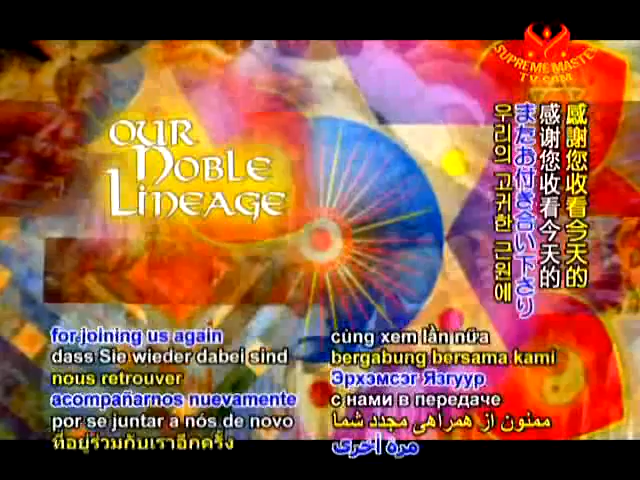 SUPREME MASTER
TV.COM
OUR
NOBLE
LINEAGE
感謝您收看今天的
感谢您收看今天的
またお付き合い下さり
우리의 고귀한 근원에
for joining us again
dass Sie wieder dabei sind
nous retrouver
acompañarnos nuevamente
por se juntar a nós de novo
ที่อยู่ร่วมกับเราอีกครั้ง
cùng xem lần nữa
bergabung bersama kami
Эрхэмсэг Язгуур
с нами в передаче
ممنون از همراهی مجدد شما
مرة أخرى